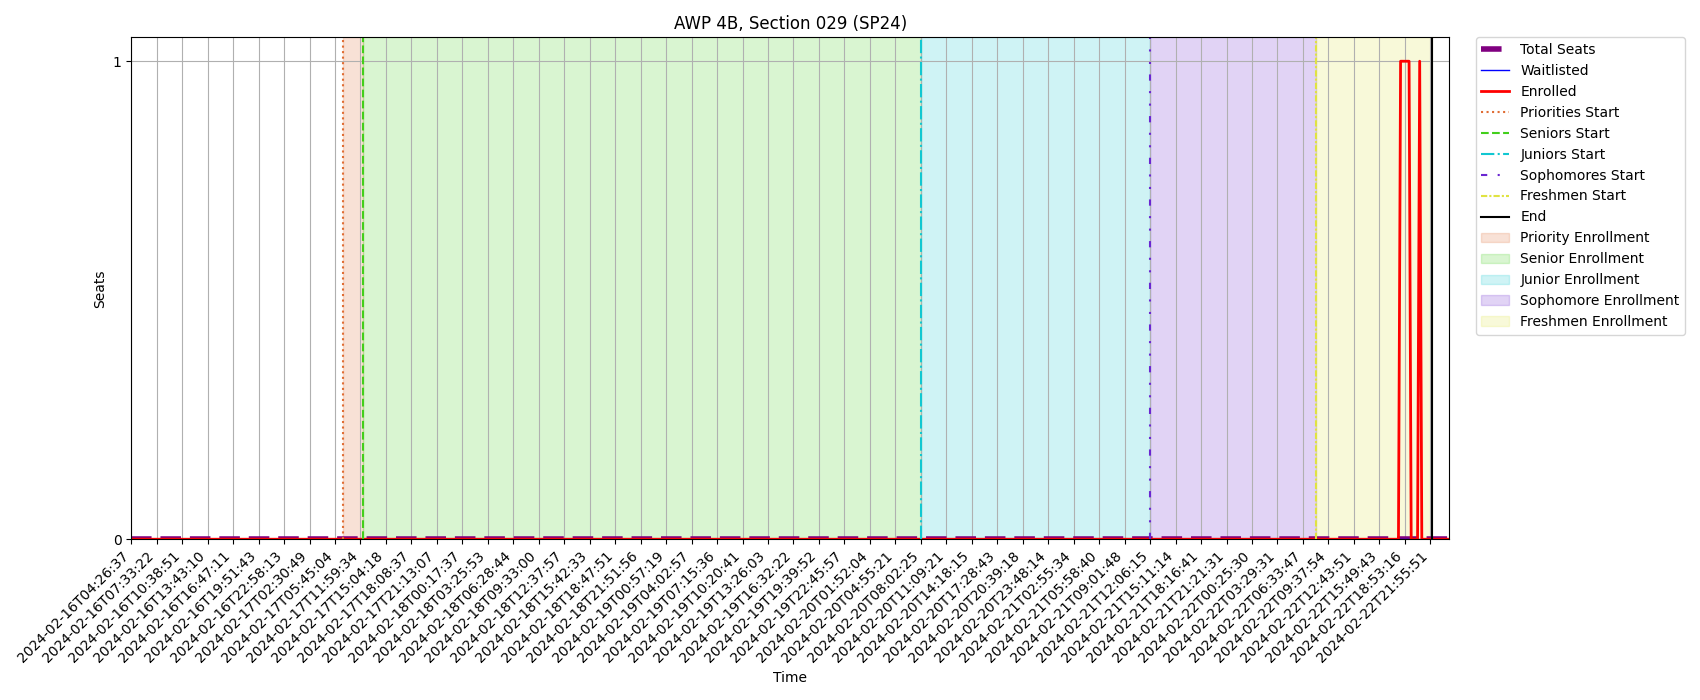 AWP 4B, Section 029 (SP24)
Seats
1
0
2024-02-16T04:26:37
2024-02-16T07:33:22
2024-02-16T10:38:51
2024-02-16T13:43:10
2024-02-16T16:47:11
2024-02-16T19:51:43
2024-02-16T22:58:13
2024-02-17T02:30:49
2024-02-17T05:45:04
2024-02-17T11:59:34
2024-02-17T15:04:18
2024-02-17T18:08:37
2024-02-17T21:13:07
2024-02-18T00:17:37
2024-02-18T03:25:53
2024-02-18T06:28:44
2024-02-18T09:33:00
2024-02-18T12:37:57
2024-02-18T15:42:33
2024-02-18T18:47:51
2024-02-18T21:51:56
2024-02-19T00:57:19
2024-02-19T04:02:57
2024-02-19T07:15:36
2024-02-19T10:20:41
2024-02-19T13:26:03
2024-02-19T16:32:22
2024-02-19T19:39:52
2024-02-19T22:45:57
2024-02-20T01:52:04
2024-02-20T04:55:21
2024-02-20T08:02:25
2024-02-20T11:09:21
2024-02-20T14:18:15
2024-02-20T17:28:43
2024-02-20T20:39:18
2024-02-20T23:48:14
2024-02-21T02:55:34
2024-02-21T05:58:40
2024-02-21T09:01:48
2024-02-21T12:06:15
2024-02-21T15:11:14
2024-02-21T18:16:41
2024-02-21T21:21:31
2024-02-22T00:25:30
2024-02-22T03:29:31
2024-02-22T06:33:47
2024-02-22T09:37:54
2024-02-22T12:43:51
2024-02-22T15:49:43
2024-02-22T18:53:16
2024-02-22T21:55:51
Time
Total Seats
Waitlisted
Enrolled
Priorities Start
Seniors Start
Juniors Start
Sophomores Start
Freshmen Start
End
Priority Enrollment
Senior Enrollment
Junior Enrollment
Sophomore Enrollment
Freshmen Enrollment